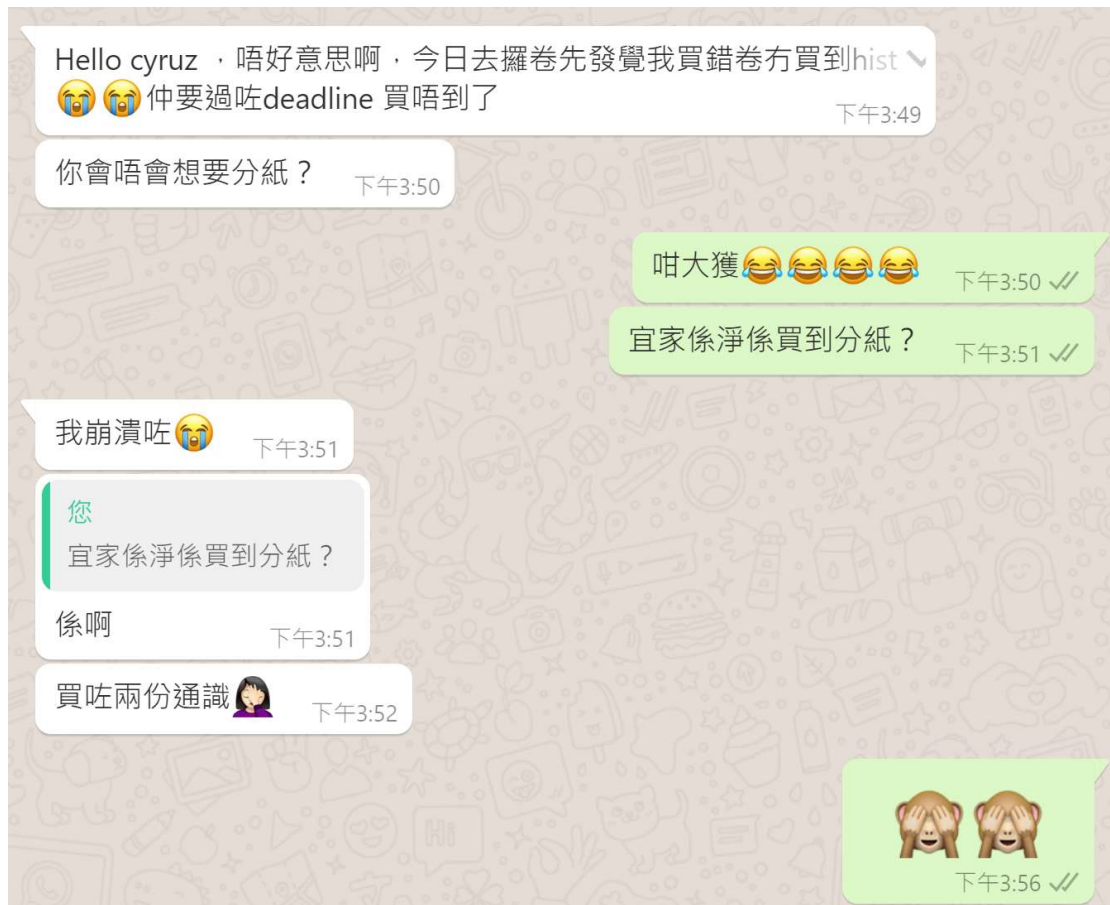 Hello cyruz ，唔好意思啊，今日去攞卷先發覺我買錯卷冇買到hist
😭😭仲要過咗deadline 買唔到了
下午3:49
你會唔會想要分紙？ 下午3:50
咁大獲😂😂😂😂 下午3:50
宜家係淨係買到分紙？ 下午3:51
我崩潰咗😭 下午3:51
您
宜家係淨係買到分紙？
係啊 下午3:51
買咗兩份通識🤦🏻‍♀️ 下午3:52
🙈🙈
下午3:56